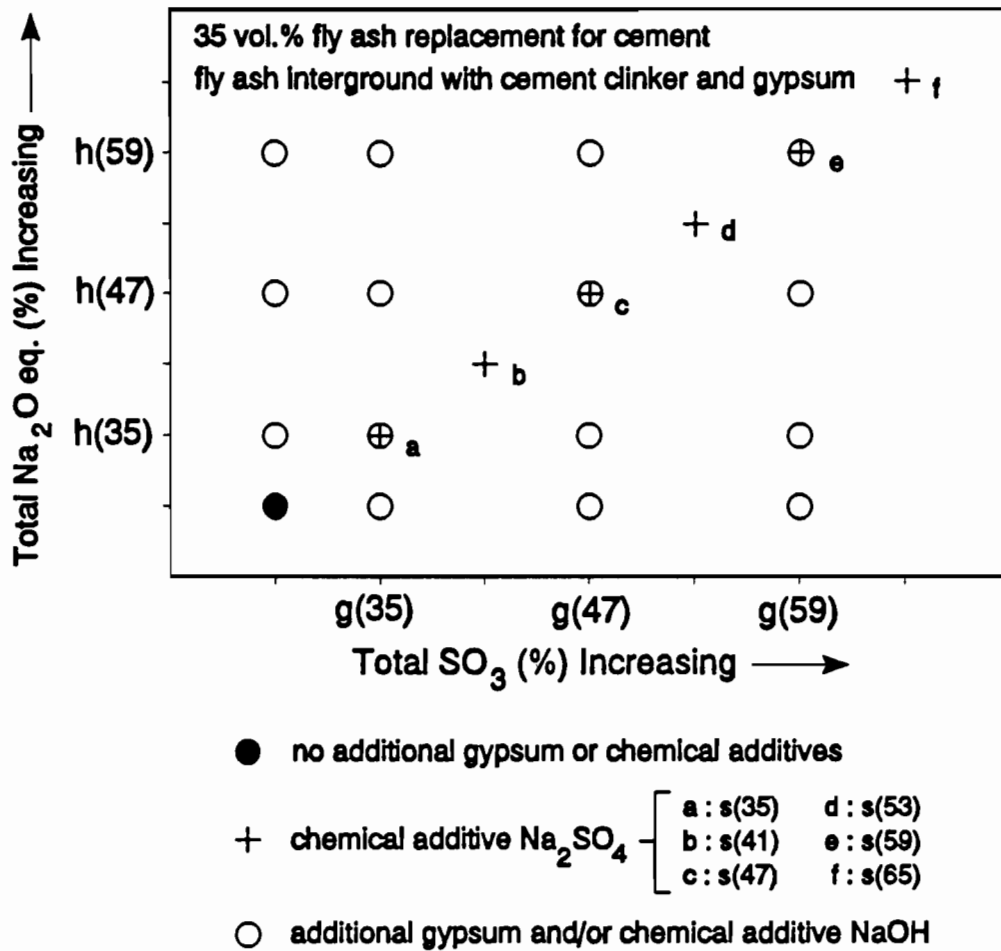 35 vol.% fly ash replacement for cement
fly ash interground with cement clinker and gypsum
f
h(59)
e
d
h(47)
c
b
h(35)
a
Total Na₂O eq. (%) Increasing
g(35) g(47) g(59)
Total SO₃ (%) Increasing
no additional gypsum or chemical additives
chemical additive Na₂SO₄
a : s(35) d : s(53)
b : s(41) e : s(59)
c : s(47) f : s(65)
additional gypsum and/or chemical additive NaOH